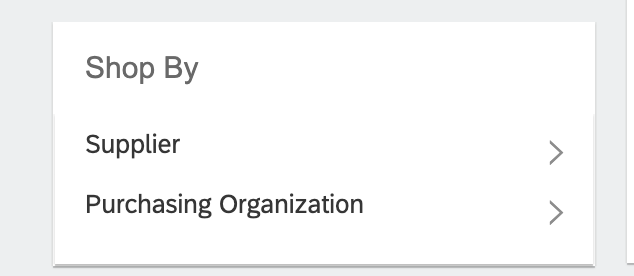 Shop By
Supplier
Purchasing Organization